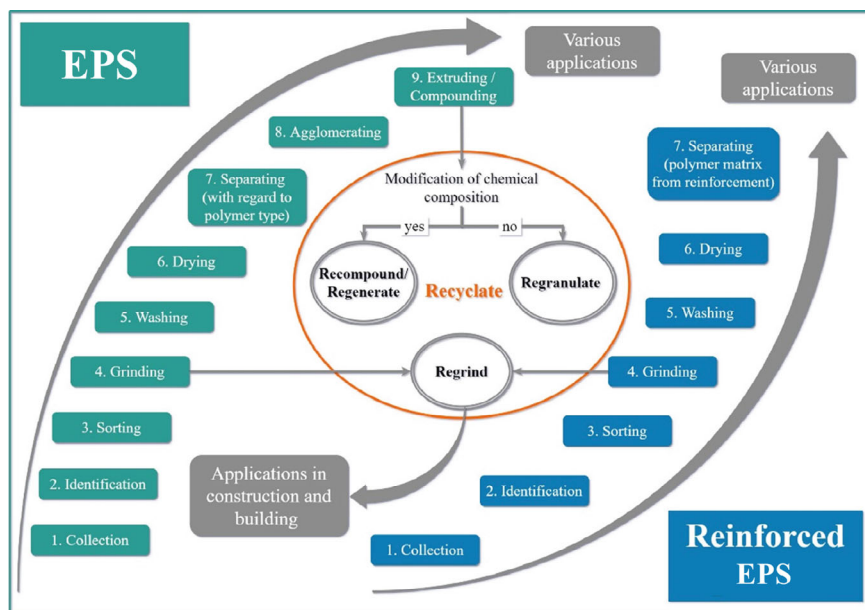 EPS
Various
applications
Various
applications
9. Extruding /
Compounding
8. Agglomerating
7. Separating
(with regard to
polymer type)
6. Drying
5. Washing
4. Grinding
3. Sorting
2. Identification
1. Collection
Modification of chemical
composition
yes
no
Recompound/
Regenerate
Recyclate
Regranulate
Regrind
Applications in
construction and
building
7. Separating
(polymer matrix
from reinforcement)
6. Drying
5. Washing
4. Grinding
3. Sorting
2. Identification
1. Collection
Reinforced
EPS